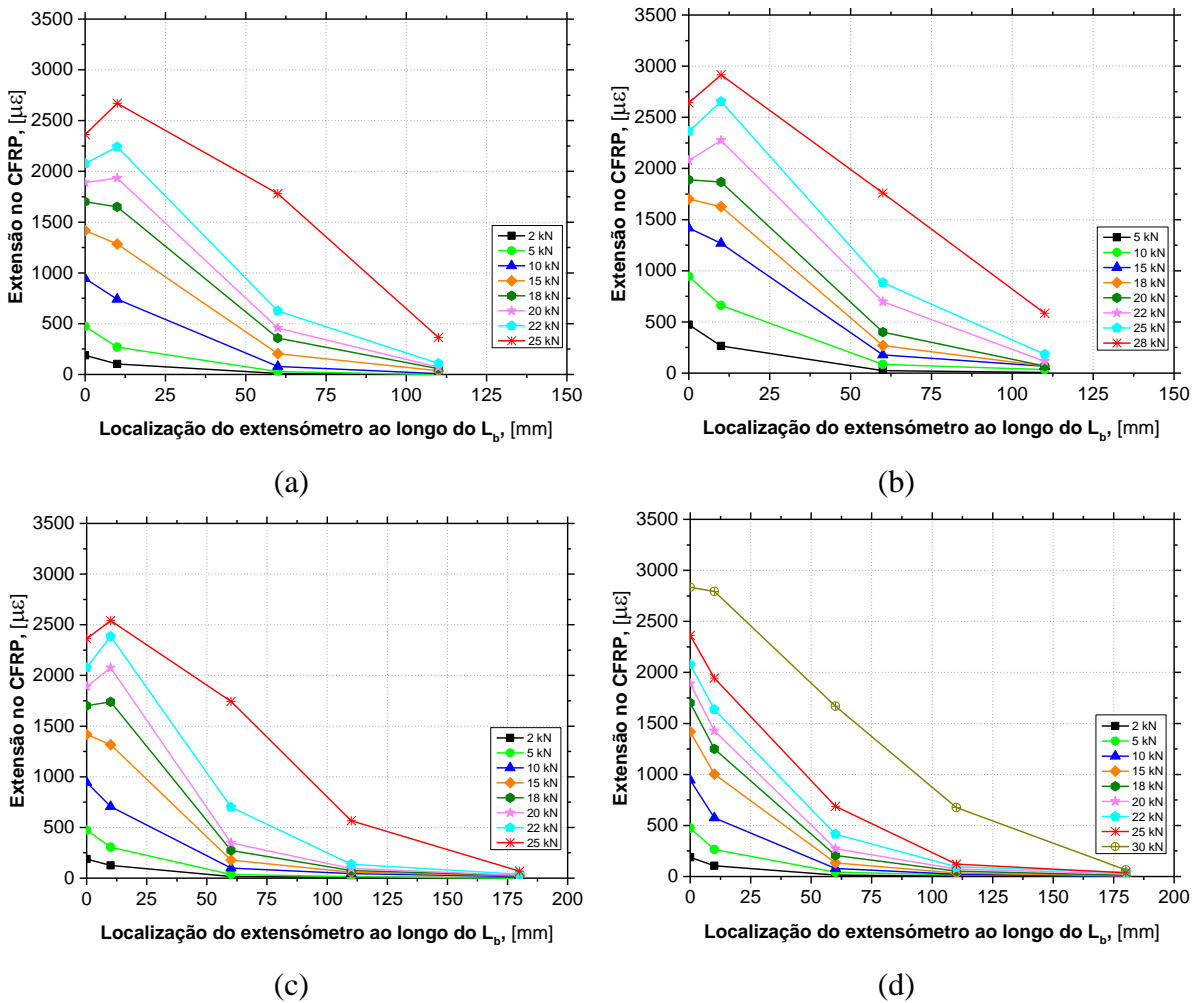 3500
3000
2500
2000
1500
1000
500
0
Extensão no CFRP, [με]
2 kN
5 kN
10 kN
15 kN
18 kN
20 kN
22 kN
25 kN
0 25 50 75 100 125 150
Localização do extensómetro ao longo do Lb, [mm]
(a)
3500
3000
2500
2000
1500
1000
500
0
Extensão no CFRP, [με]
5 kN
10 kN
15 kN
18 kN
20 kN
22 kN
25 kN
28 kN
0 25 50 75 100 125 150
Localização do extensómetro ao longo do Lb, [mm]
(b)
3500
3000
2500
2000
1500
1000
500
0
Extensão no CFRP, [με]
2 kN
5 kN
10 kN
15 kN
18 kN
20 kN
22 kN
25 kN
0 25 50 75 100 125 150 175 200
Localização do extensómetro ao longo do Lb, [mm]
(c)
3500
3000
2500
2000
1500
1000
500
0
Extensão no CFRP, [με]
2 kN
5 kN
10 kN
15 kN
18 kN
20 kN
22 kN
25 kN
30 kN
0 25 50 75 100 125 150 175 200
Localização do extensómetro ao longo do Lb, [mm]
(d)